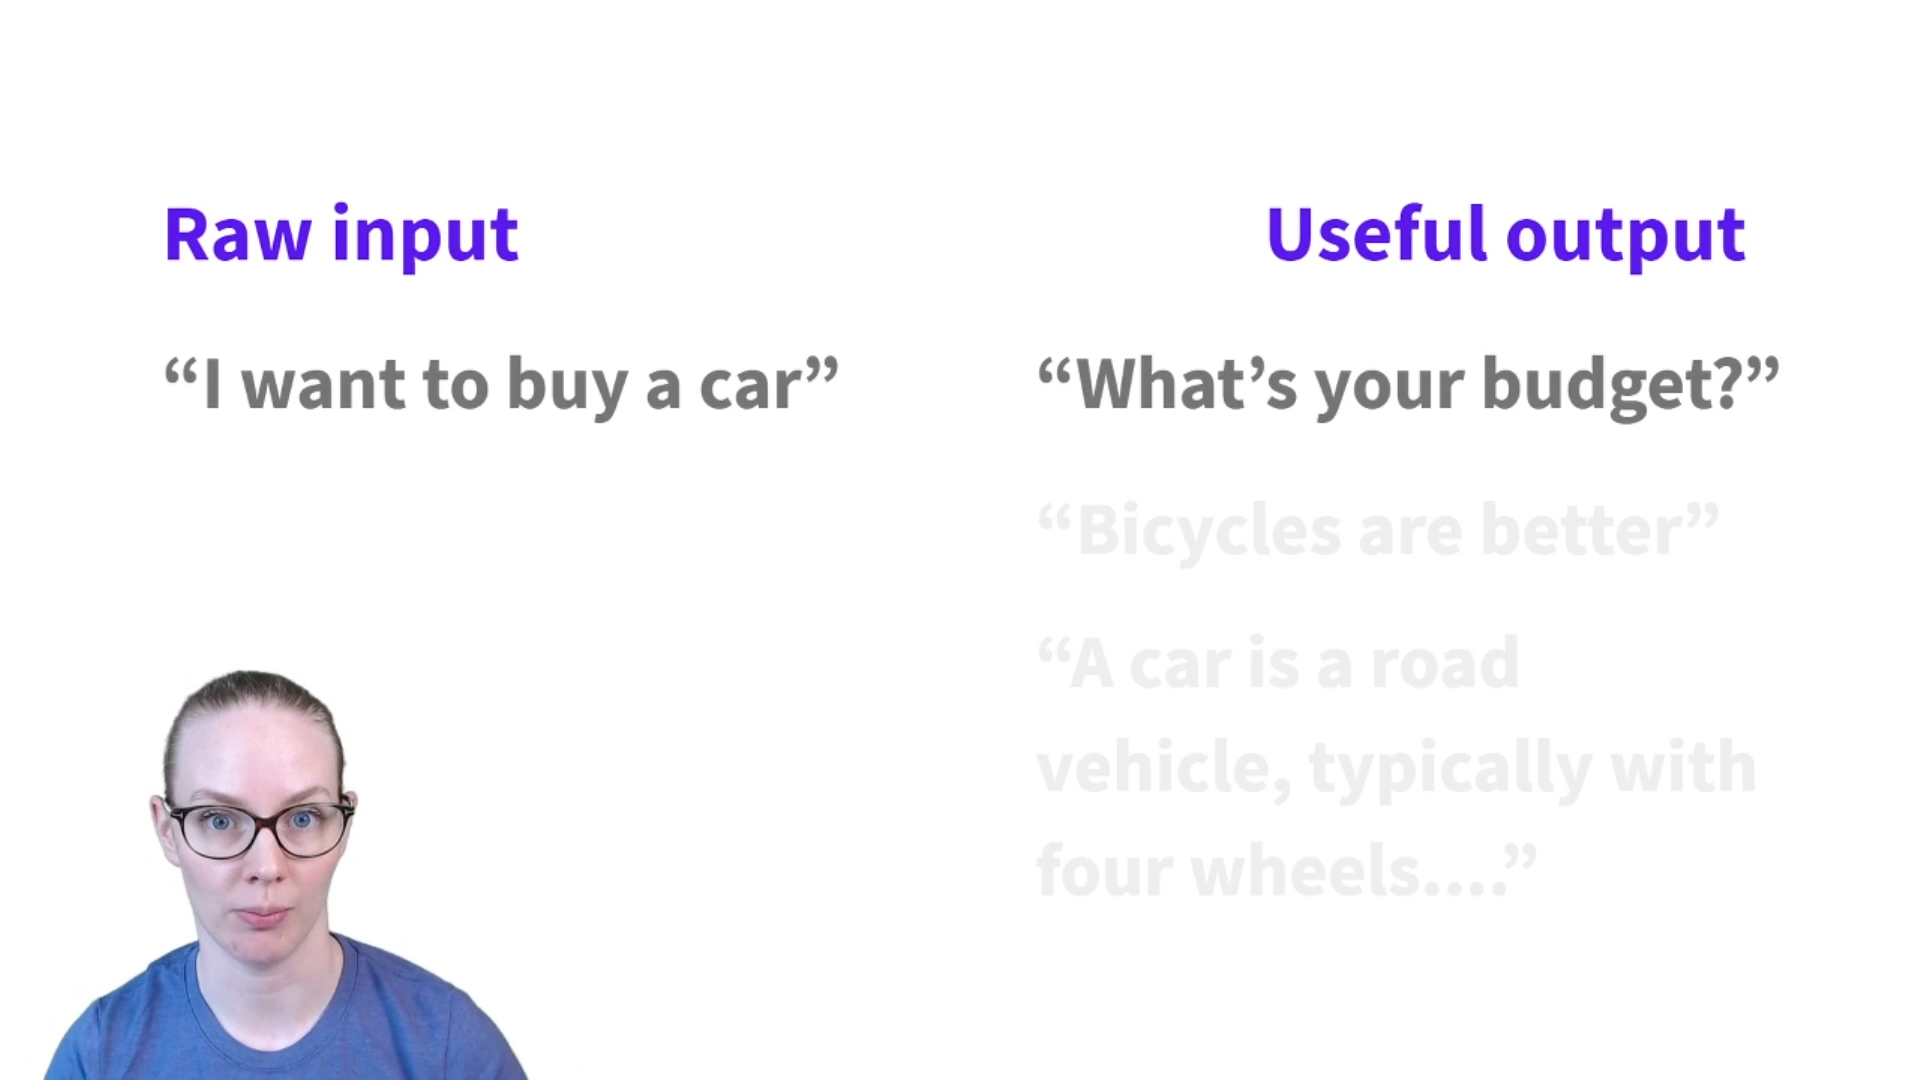 Raw input
Useful output
“I want to buy a car”
“What’s your budget?”
“Bicycles are better”
“A car is a road
vehicle, typically with
four wheels....”